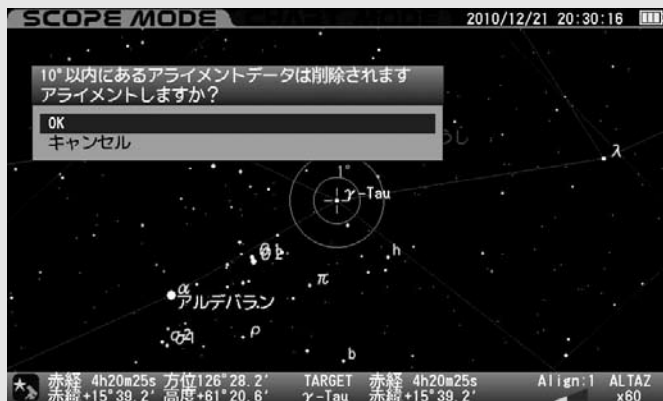 SCOPE MODE
2010/12/21 20:30:16
10°以内にあるアライメントデータは削除されます
アライメントしますか?
OK
キャンセル
うし
λ
1°
γ-Tau
h
π
α
アルデバラン
ρ
b
赤経 4h20m25s 方位126°28.2′ TARGET 赤経 4h20m25s Align:1 ALTAZ
赤緯+15°39.2′ 高度+61°20.6′ γ-Tau 赤緯+15°39.2′ x60